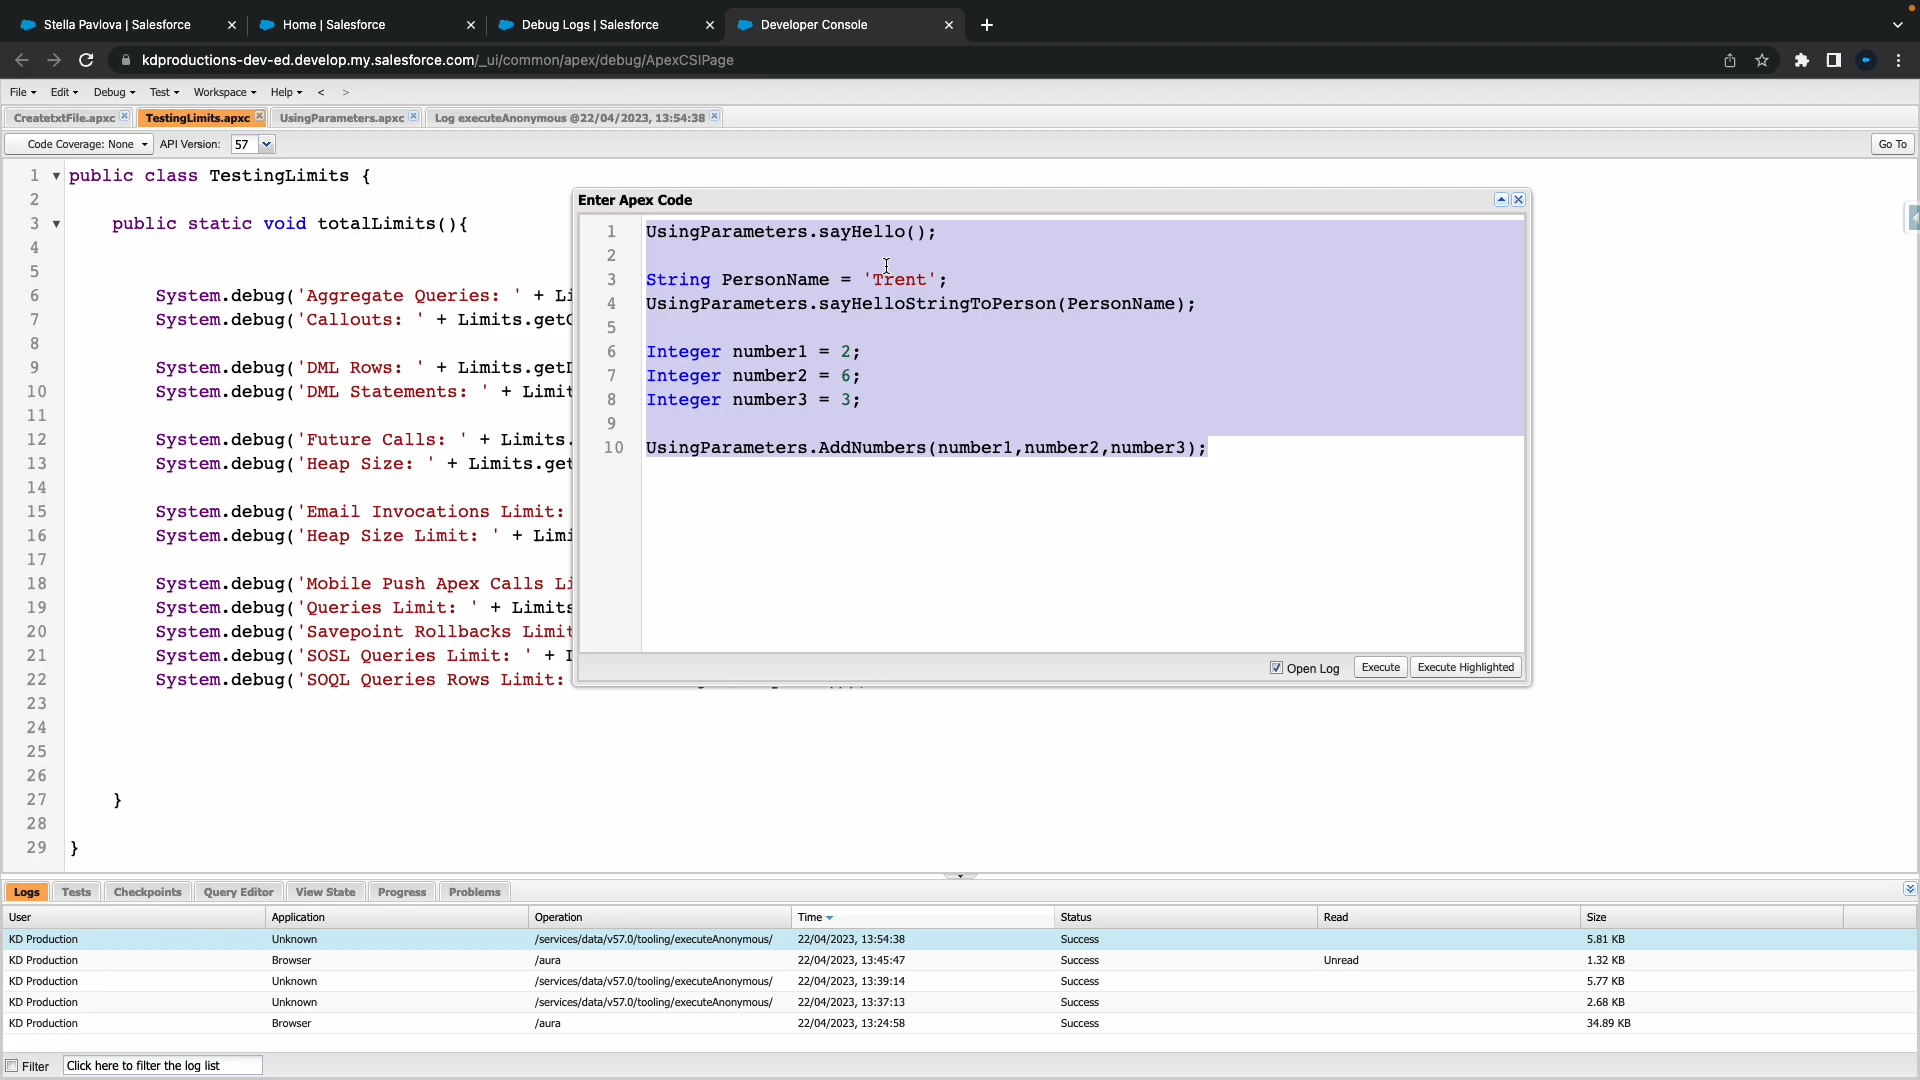 Stella Pavlova | Salesforce
Home | Salesforce
Debug Logs | Salesforce
Developer Console
kdproductions-dev-ed.develop.my.salesforce.com/_ui/common/apex/debug/ApexCSIPage
File Edit Debug Test Workspace Help < >
CreatetxtFile.apxc
TestingLimits.apxc
UsingParameters.apxc
Log executeAnonymous @22/04/2023, 13:54:38
Code Coverage: None API Version: 57 Go To
1 public class TestingLimits {
2
3 public static void totalLimits(){
4
5
6 System.debug('Aggregate Queries: ' + Li
7 System.debug('Callouts: ' + Limits.get
8
9 System.debug('DML Rows: ' + Limits.get
10 System.debug('DML Statements: ' + Limit
11
12 System.debug('Future Calls: ' + Limits.
13 System.debug('Heap Size: ' + Limits.get
14
15 System.debug('Email Invocations Limit:
16 System.debug('Heap Size Limit: ' + Limi
17
18 System.debug('Mobile Push Apex Calls Li
19 System.debug('Queries Limit: ' + Limits
20 System.debug('Savepoint Rollbacks Limit
21 System.debug('SOSL Queries Limit: ' +
22 System.debug('SOQL Queries Rows Limit:
23
24
25
26
27 }
28
29 }
Enter Apex Code
1 UsingParameters.sayHello();
2
3 String PersonName = 'Trent';
4 UsingParameters.sayHelloStringToPerson(PersonName);
5
6 Integer number1 = 2;
7 Integer number2 = 6;
8 Integer number3 = 3;
9
10 UsingParameters.AddNumbers(number1,number2,number3);
Open Log Execute Execute Highlighted
Logs Tests Checkpoints Query Editor View State Progress Problems
User Application Operation Time Status Read Size
KD Production Unknown /services/data/v57.0/tooling/executeAnonymous/ 22/04/2023, 13:54:38 Success 5.81 KB
KD Production Browser /aura 22/04/2023, 13:45:47 Success Unread 1.32 KB
KD Production Unknown /services/data/v57.0/tooling/executeAnonymous/ 22/04/2023, 13:39:14 Success 5.77 KB
KD Production Unknown /services/data/v57.0/tooling/executeAnonymous/ 22/04/2023, 13:37:13 Success 2.68 KB
KD Production Browser /aura 22/04/2023, 13:24:58 Success 34.89 KB
Filter Click here to filter the log list